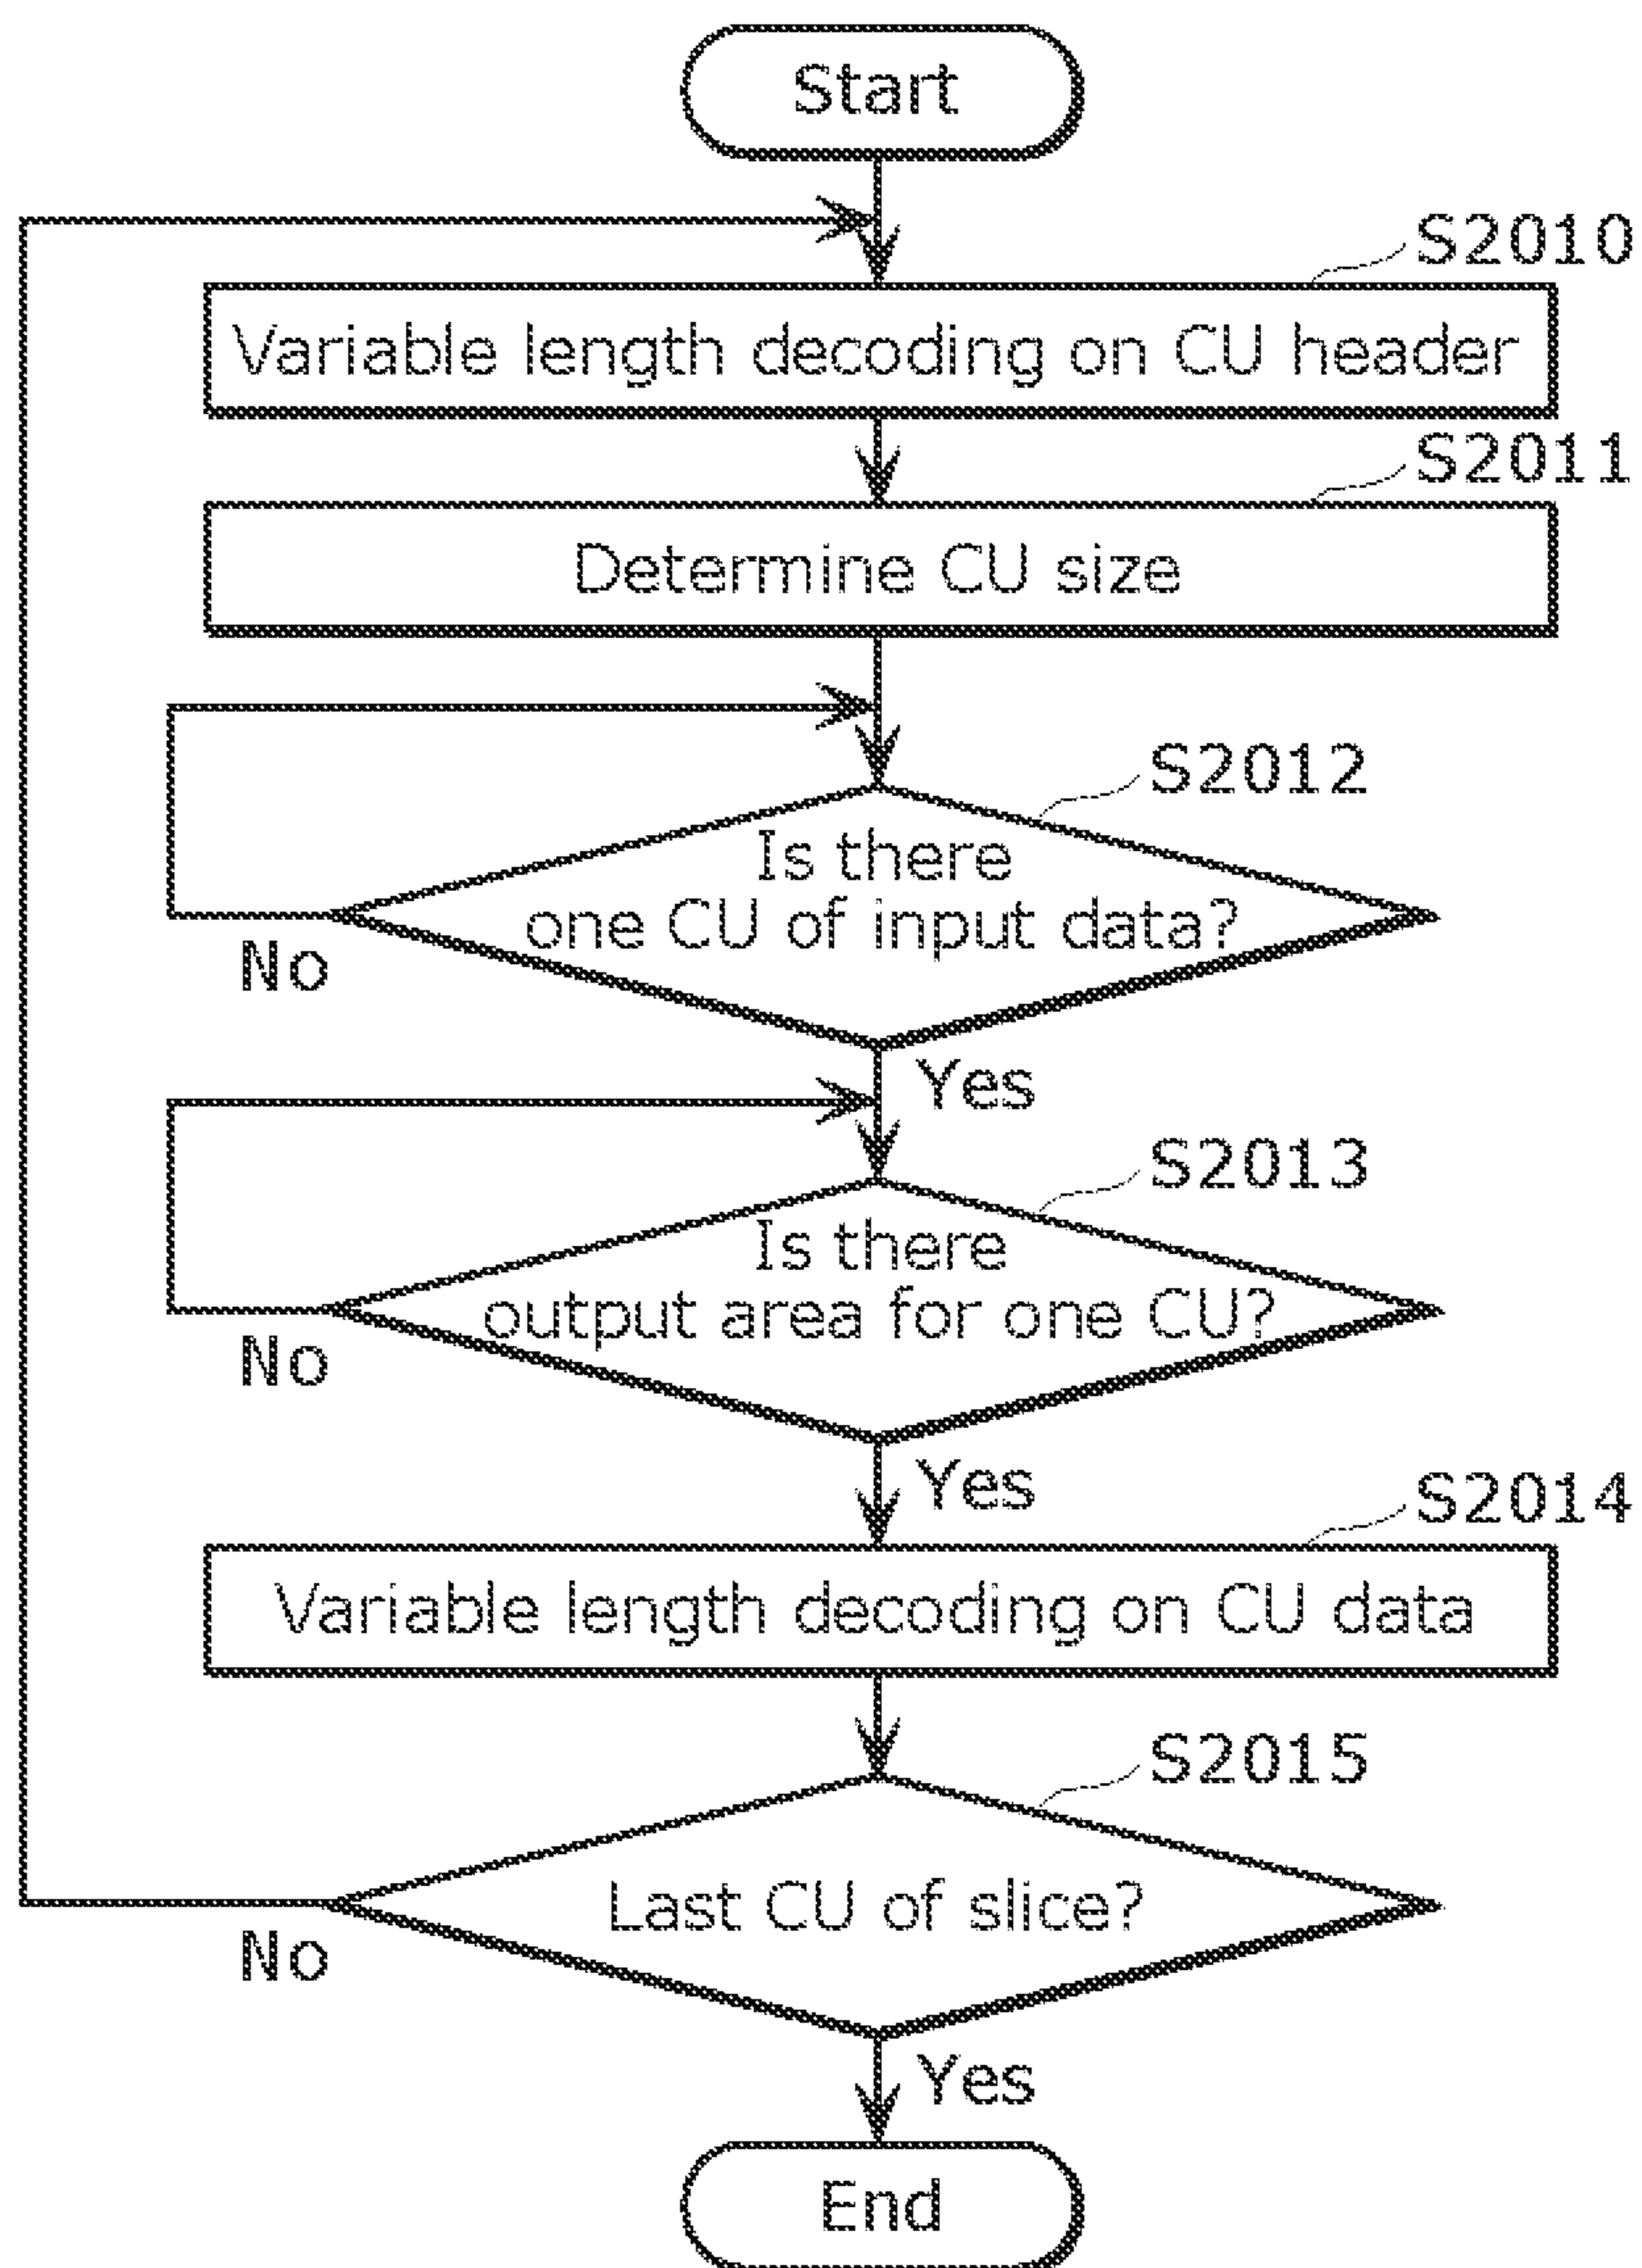 Start
S2010
Variable length decoding on CU header
S2011
Determine CU size
S2012
Is there
one CU of input data?
No
Yes
S2013
Is there
output area for one CU?
No
Yes
S2014
Variable length decoding on CU data
S2015
Last CU of slice?
No
Yes
End